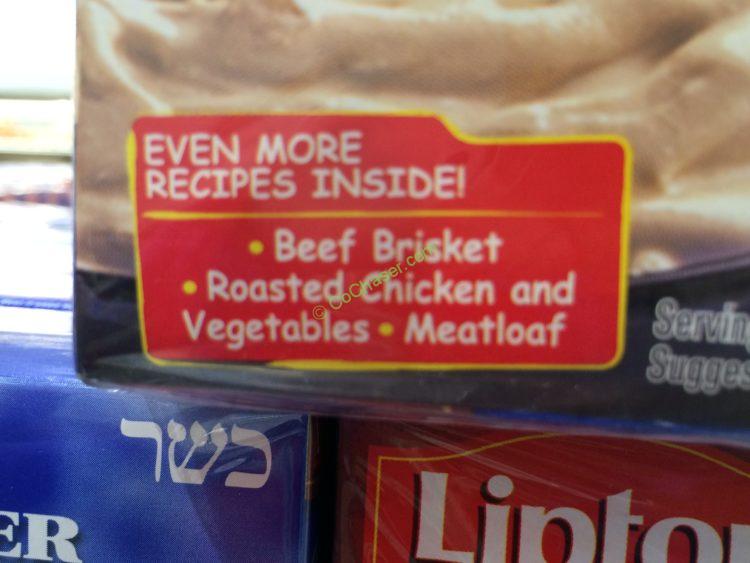 EVEN MORE
RECIPES INSIDE!
• Beef Brisket
• Roasted Chicken and
Vegetables • Meatloaf
© CoChaser.com
Servin
Sugges
כשר
ER
Lipto